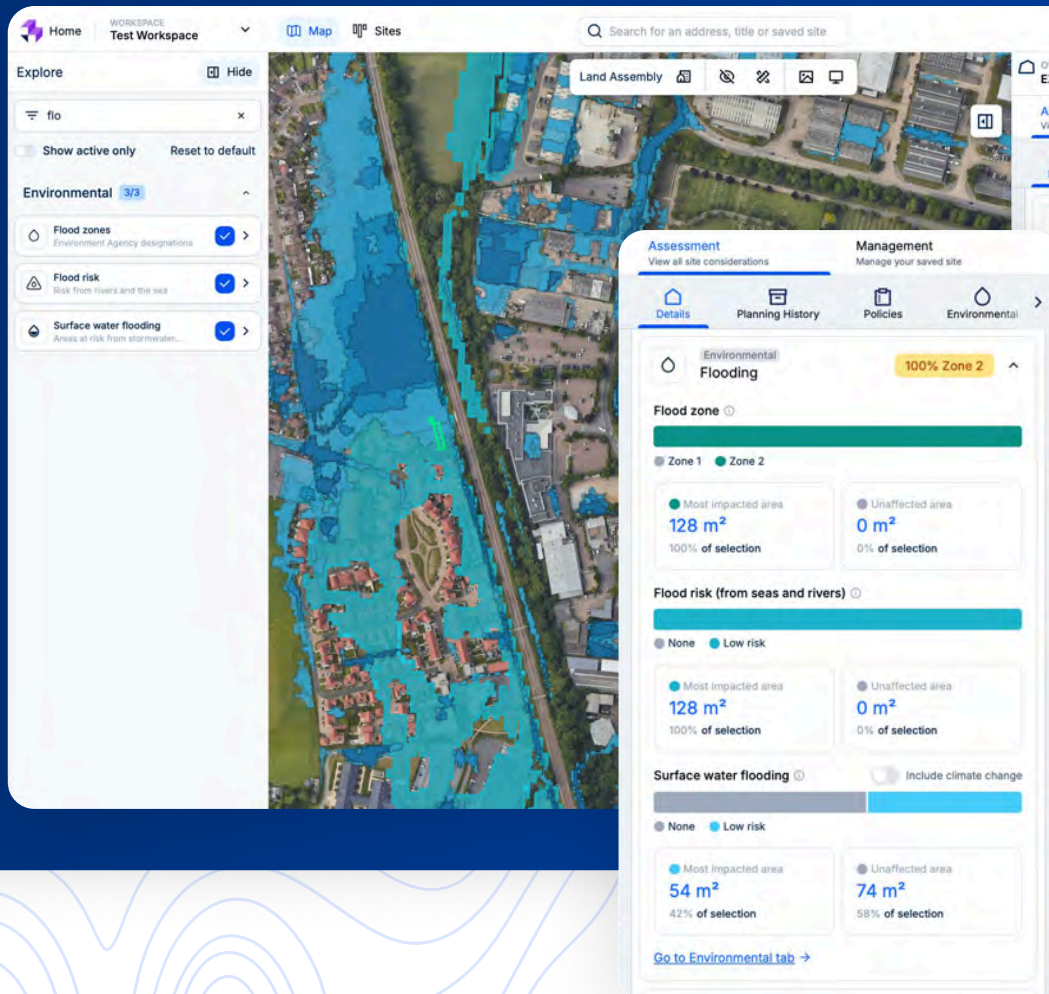 Home
WORKSPACE
Test Workspace
Map
Sites
Search for an address, title or saved site
Explore
Hide
flo
Show active only
Reset to default
Environmental 3/3
Flood zones
Environment Agency designations
Flood risk
Risk from rivers and the sea
Surface water flooding
Areas at risk from stormwater...
Land Assembly
Assessment
View all site considerations
Management
Manage your saved site
Details
Planning History
Policies
Environmental
Environmental
Flooding
100% Zone 2
Flood zone
Zone 1
Zone 2
Most impacted area
128 m²
100% of selection
Unaffected area
0 m²
0% of selection
Flood risk (from seas and rivers)
None
Low risk
Most impacted area
128 m²
100% of selection
Unaffected area
0 m²
0% of selection
Surface water flooding
Include climate change
None
Low risk
Most impacted area
54 m²
42% of selection
Unaffected area
74 m²
58% of selection
Go to Environmental tab →